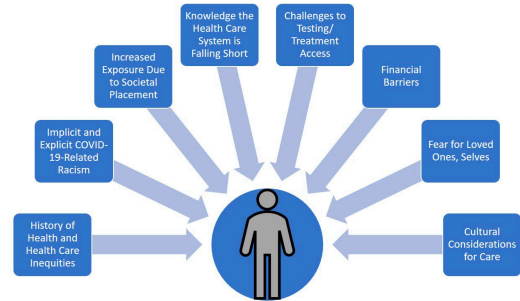 History of
Health and
Health Care
Inequities
Implicit and
Explicit COVID-
19-Related
Racism
Increased
Exposure Due
to Societal
Placement
Knowledge the
Health Care
System is
Falling Short
Challenges to
Testing/
Treatment
Access
Financial
Barriers
Fear for Loved
Ones, Selves
Cultural
Considerations
for Care